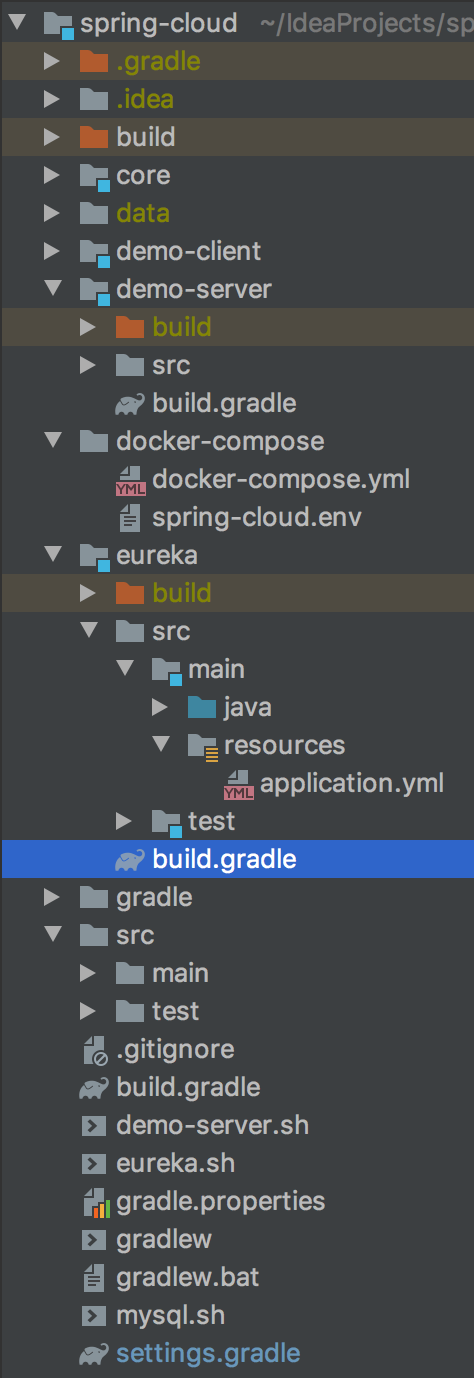 spring-cloud ~/IdeaProjects/sp
.gradle
.idea
build
core
data
demo-client
demo-server
build
src
build.gradle
docker-compose
YML docker-compose.yml
spring-cloud.env
eureka
build
src
main
java
resources
YML application.yml
test
build.gradle
gradle
src
main
test
.gitignore
build.gradle
demo-server.sh
eureka.sh
gradle.properties
gradlew
gradlew.bat
mysql.sh
settings.gradle